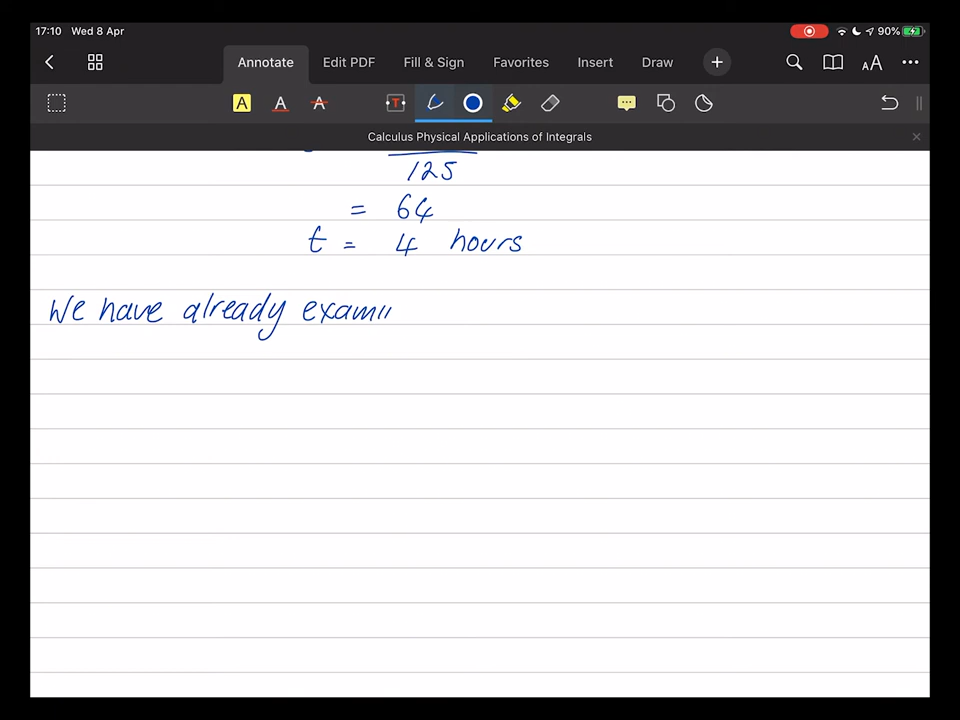 17:10 Wed 8 Apr 90%
Annotate Edit PDF Fill & Sign Favorites Insert Draw
Calculus Physical Applications of Integrals
125
= 64
t = 4 hours
We have already